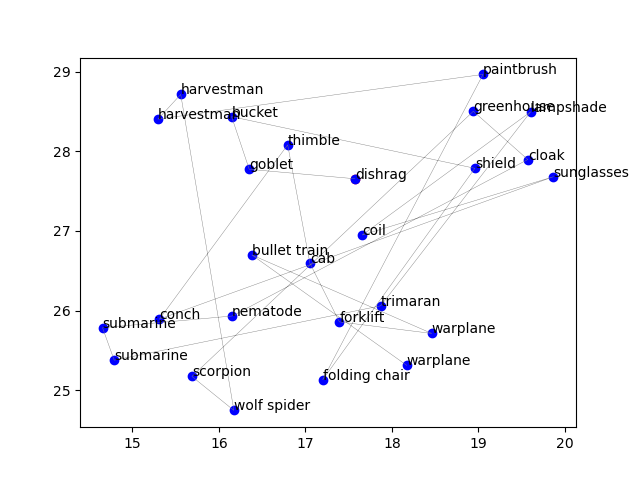 paintbrush
harvestman
harvestman
bucket
greenhouse
lampshade
thimble
goblet
dishrag
shield
cloak
sunglasses
coil
bullet train
cab
conch
submarine
nematode
trimaran
forklift
warplane
submarine
scorpion
folding chair
warplane
wolf spider
29
28
27
26
25
15
16
17
18
19
20